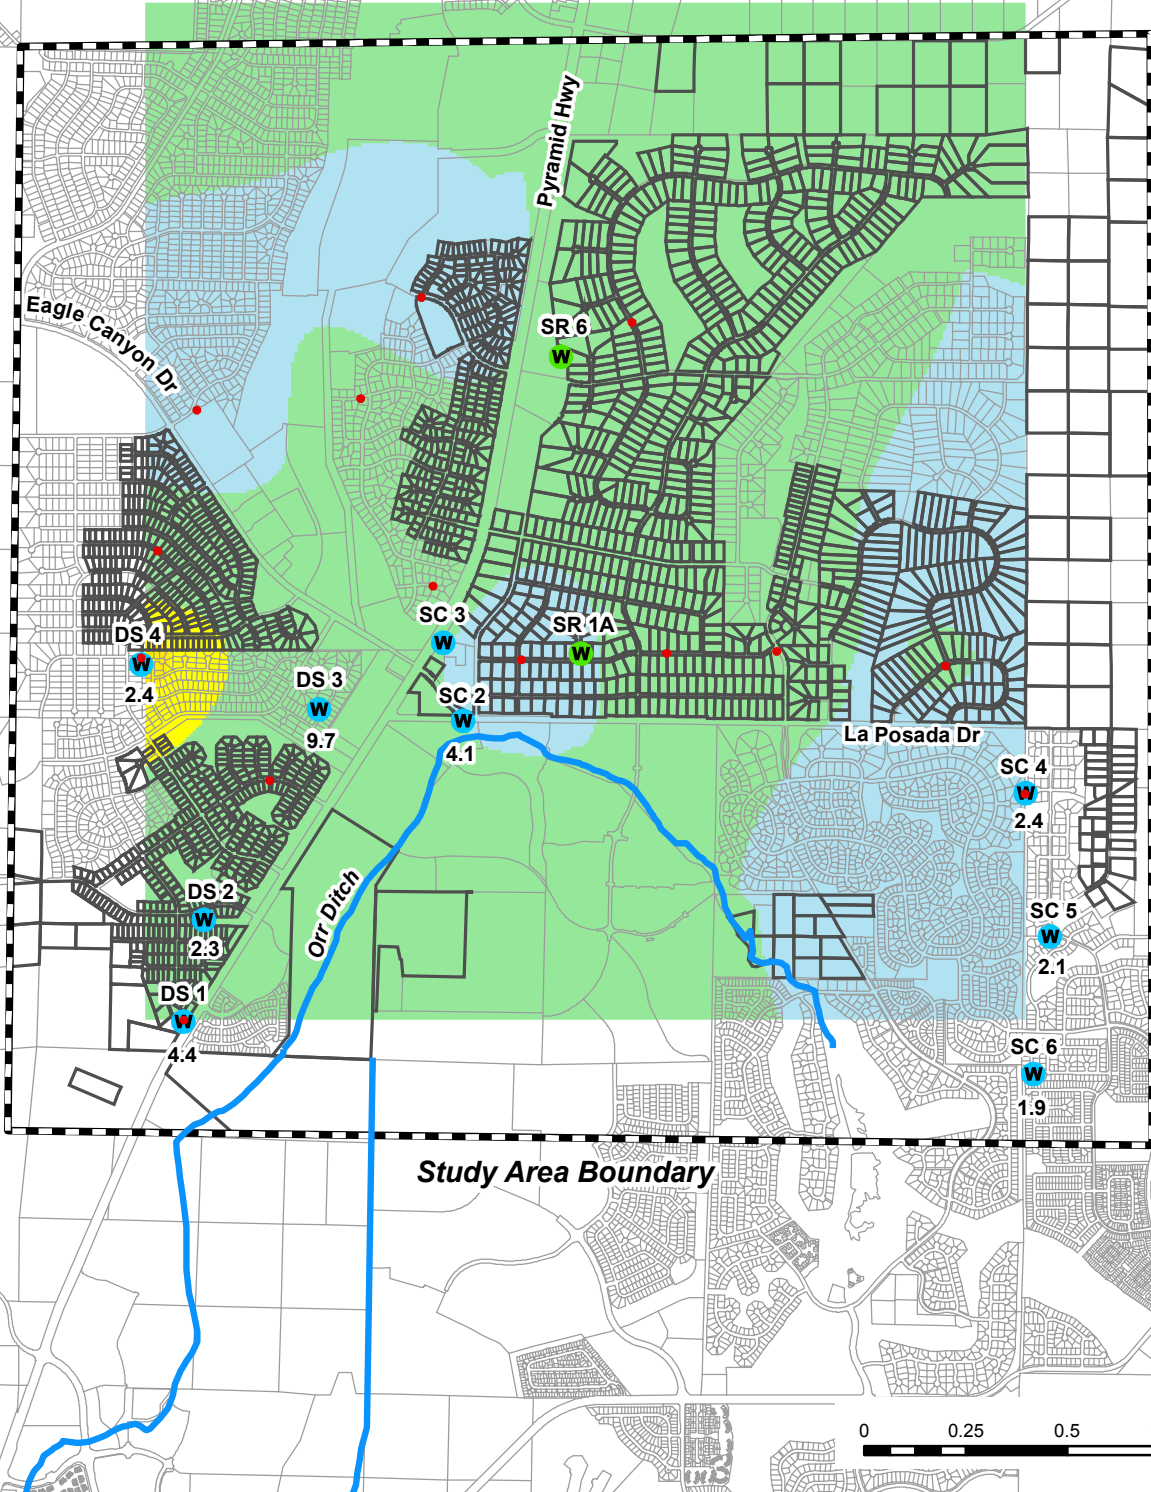 Pyramid Hwy
Eagle Canyon Dr
SR 6
W
SC 3
W
SR 1A
W
DS 4
W
2.4
DS 3
W
9.7
SC 2
W
4.1
La Posada Dr
SC 4
W
2.4
DS 2
W
2.3
Orr Ditch
SC 5
W
2.1
DS 1
W
4.4
SC 6
W
1.9
Study Area Boundary
0 0.25 0.5